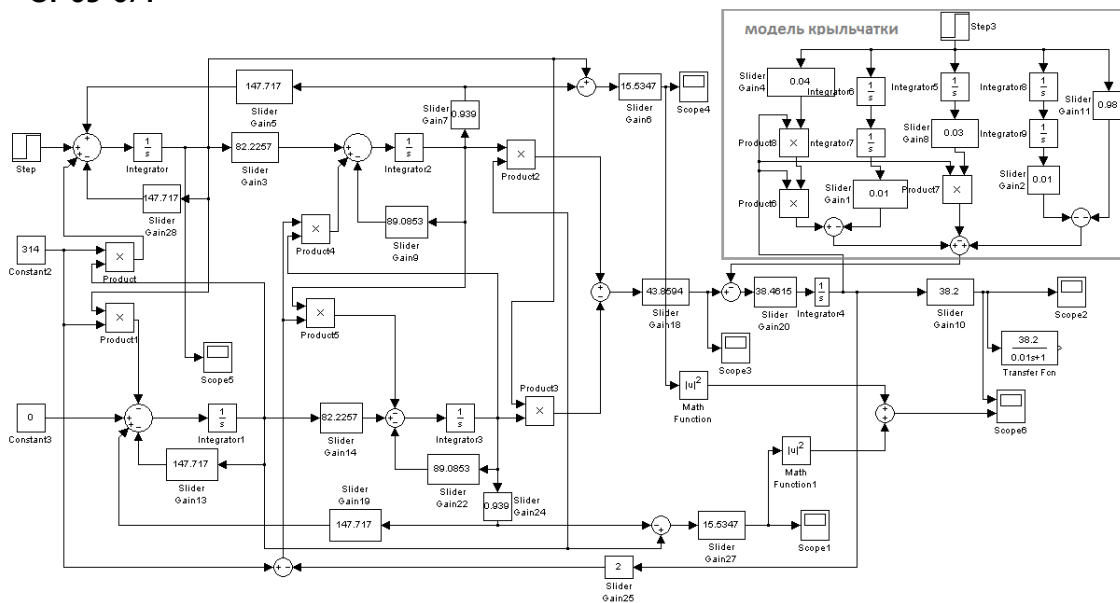 модель крыльчатки
Step3
Slider
Gain4
0.04
Integrator6
1
s
Integrator5
1
s
Integrator8
1
s
Slider
Gain11
0.98
Product8
×
Integrator7
1
s
Slider
Gain8
0.03
Integrator9
1
s
Product6
×
Slider
Gain1
0.01
Product7
×
Slider
Gain2
0.01
147.717
Slider
Gain5
Slider
Gain7
0.939
15.5347
Slider
Gain6
Scope4
Step
1
s
Integrator
82.2257
Slider
Gain3
1
s
Integrator2
×
Product2
147.717
Slider
Gain28
89.0853
Slider
Gain9
×
Product4
314
Constant2
×
Product
×
Product1
×
Product5
43.8594
Slider
Gain18
38.4615
Slider
Gain20
1
s
Integrator4
38.2
Slider
Gain10
Scope2
Scope5
Scope3
38.2
0.01s+1
Transfer Fcn
Product3
×
|u|2
Math
Function
Scope6
0
Constant3
1
s
Integrator1
82.2257
Slider
Gain14
1
s
Integrator3
147.717
Slider
Gain13
89.0853
Slider
Gain22
|u|2
Math
Function1
Slider
Gain19
147.717
0.939
Slider
Gain24
15.5347
Slider
Gain27
Scope1
2
Slider
Gain25